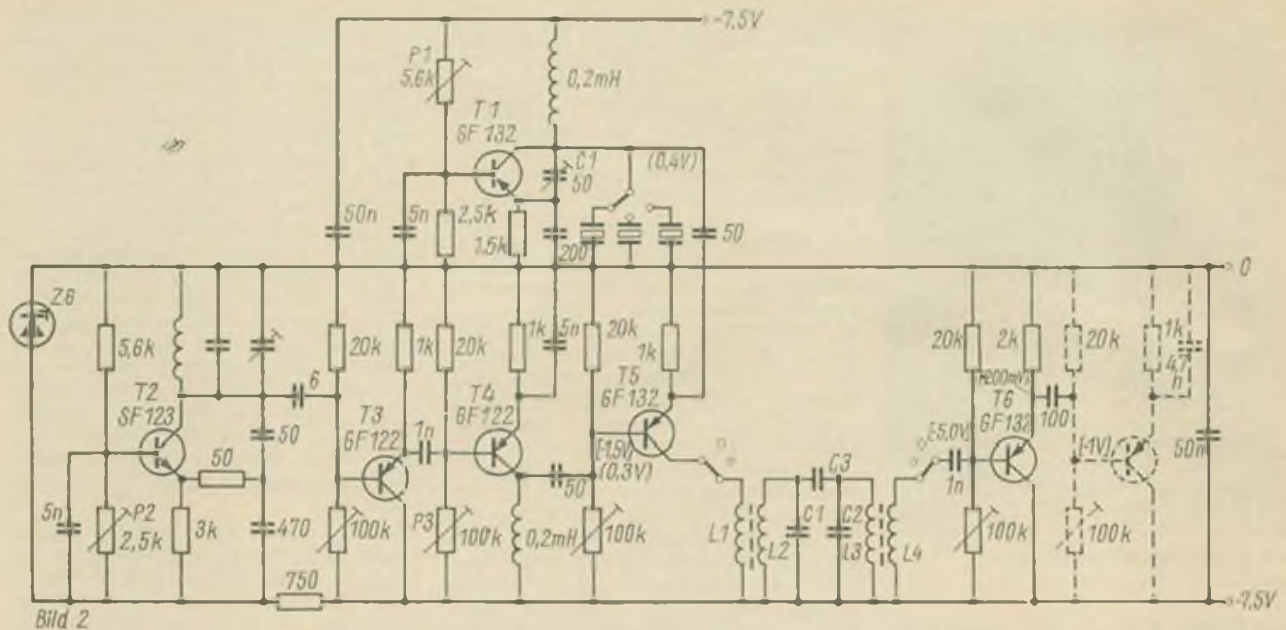 -7,5V
P1
5,6k
0,2mH
T1
GF 132
C1
50
(0,4V)
50n
5n
2,5k
1.5k
200
50
0
Z6
5,6k
20k
1k
20k
1k
5n
20k
1k
20k
2k
20k
1k
4,7
n
6
T2
SF123
T3
GF122
T4
GF122
T5
GF132
(-200mV)
T6
GF132
100
50
1n
[-1,5V]
(0,3V)
[-5,0V]
[-1V]
50n
50
50
C3
1n
5n
P2
2,5k
3k
470
100k
P3
100k
0,2mH
100k
L1
L2
C1
C2
L3
L4
100k
100k
750
-7,5V
Bild 2